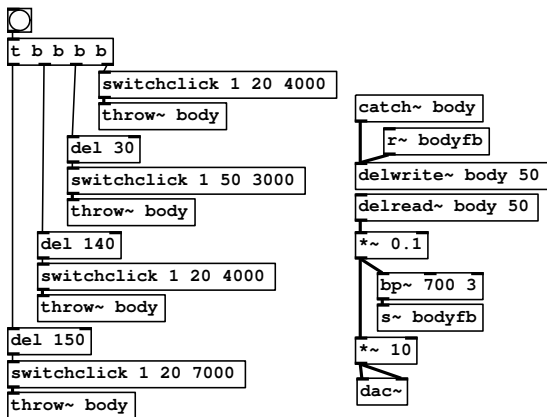 t b b b b
switchclick 1 20 4000
throw~ body
del 30
switchclick 1 50 3000
throw~ body
del 140
switchclick 1 20 4000
throw~ body
del 150
switchclick 1 20 7000
throw~ body
catch~ body
r~ bodyfb
delwrite~ body 50
delread~ body 50
*~ 0.1
bp~ 700 3
s~ bodyfb
*~ 10
dac~